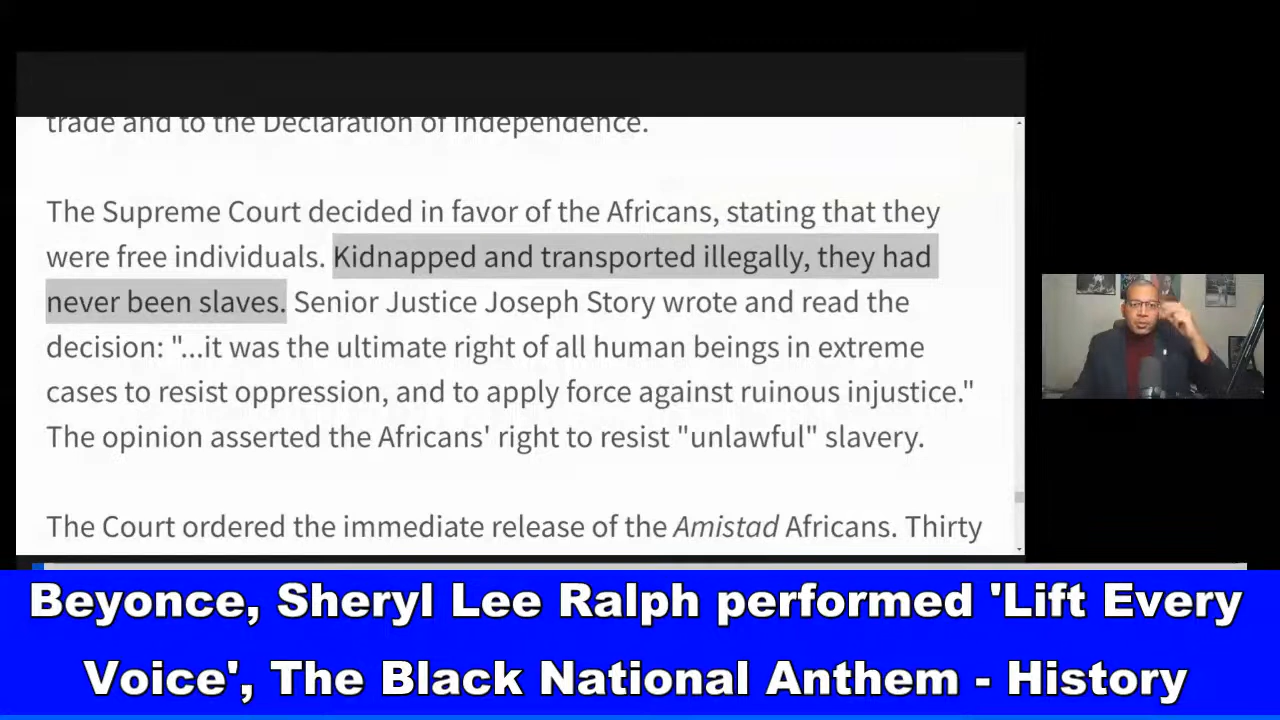 trade and to the Declaration of Independence.
The Supreme Court decided in favor of the Africans, stating that they
were free individuals. Kidnapped and transported illegally, they had
never been slaves. Senior Justice Joseph Story wrote and read the
decision: "...it was the ultimate right of all human beings in extreme
cases to resist oppression, and to apply force against ruinous injustice."
The opinion asserted the Africans' right to resist "unlawful" slavery.
The Court ordered the immediate release of the Amistad Africans. Thirty
Beyonce, Sheryl Lee Ralph performed 'Lift Every
Voice', The Black National Anthem - History